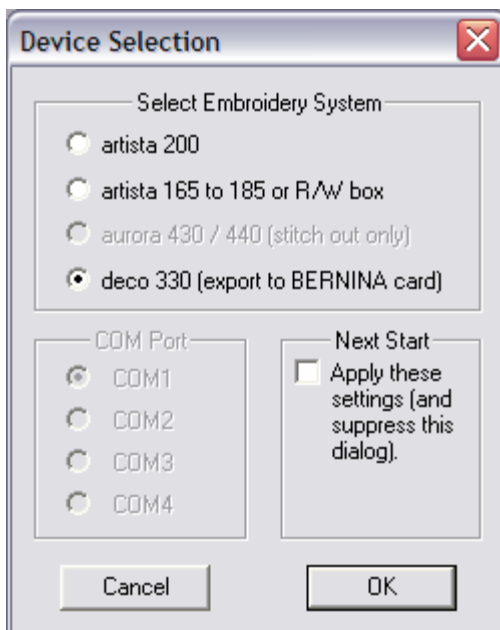 Device Selection
Select Embroidery System
artista 200
artista 165 to 185 or R/W box
aurora 430 / 440 (stitch out only)
deco 330 (export to BERNINA card)
COM Port
COM1
COM2
COM3
COM4
Next Start
Apply these
settings (and
suppress this
dialog).
Cancel
OK